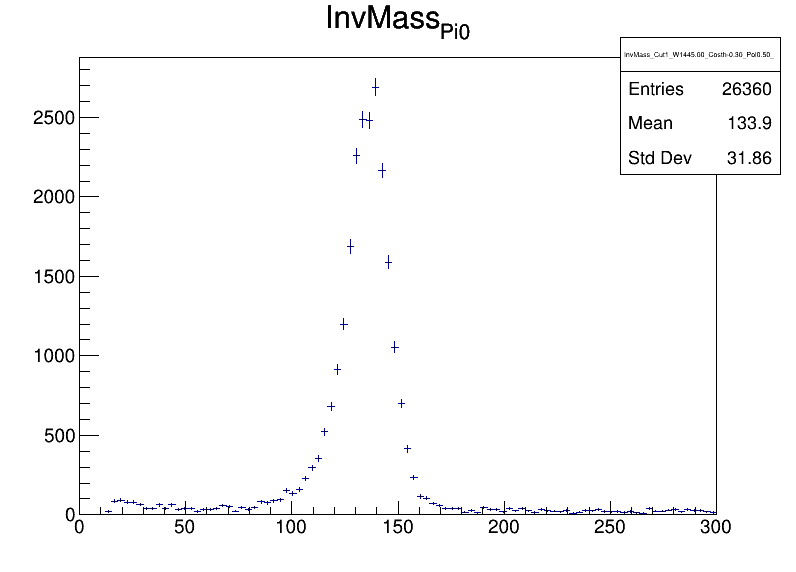 InvMass_Pi0
InvMass_Cut1_W1445.00_Costh-0.30_Pol0.50_
Entries 26360
Mean 133.9
Std Dev 31.86
2500
2000
1500
1000
500
0
0 50 100 150 200 250 300